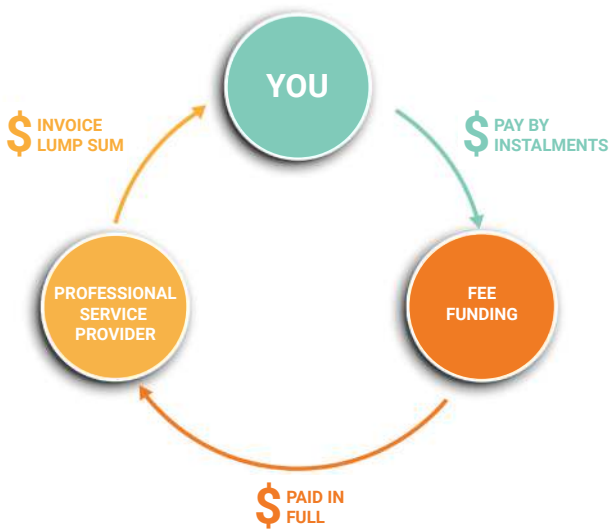 YOU
$ INVOICE
LUMP SUM
$ PAY BY
INSTALMENTS
PROFESSIONAL
SERVICE
PROVIDER
FEE
FUNDING
$ PAID IN
FULL